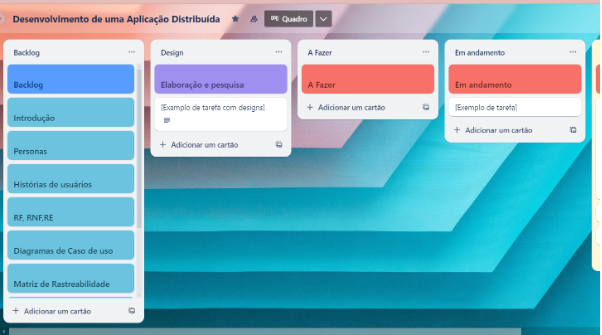 Desenvolvimento de uma Aplicação Distribuída
Quadro
Backlog
Backlog
Introdução
Personas
Histórias de usuários
RF, RNF,RE
Diagramas de Caso de uso
Matriz de Rastreabilidade
Adicionar um cartão
Design
Elaboração e pesquisa
[Exemplo de tarefa com designs]
Adicionar um cartão
A Fazer
A Fazer
Adicionar um cartão
Em andamento
Em andamento
[Exemplo de tarefa]
Adicionar um cartão